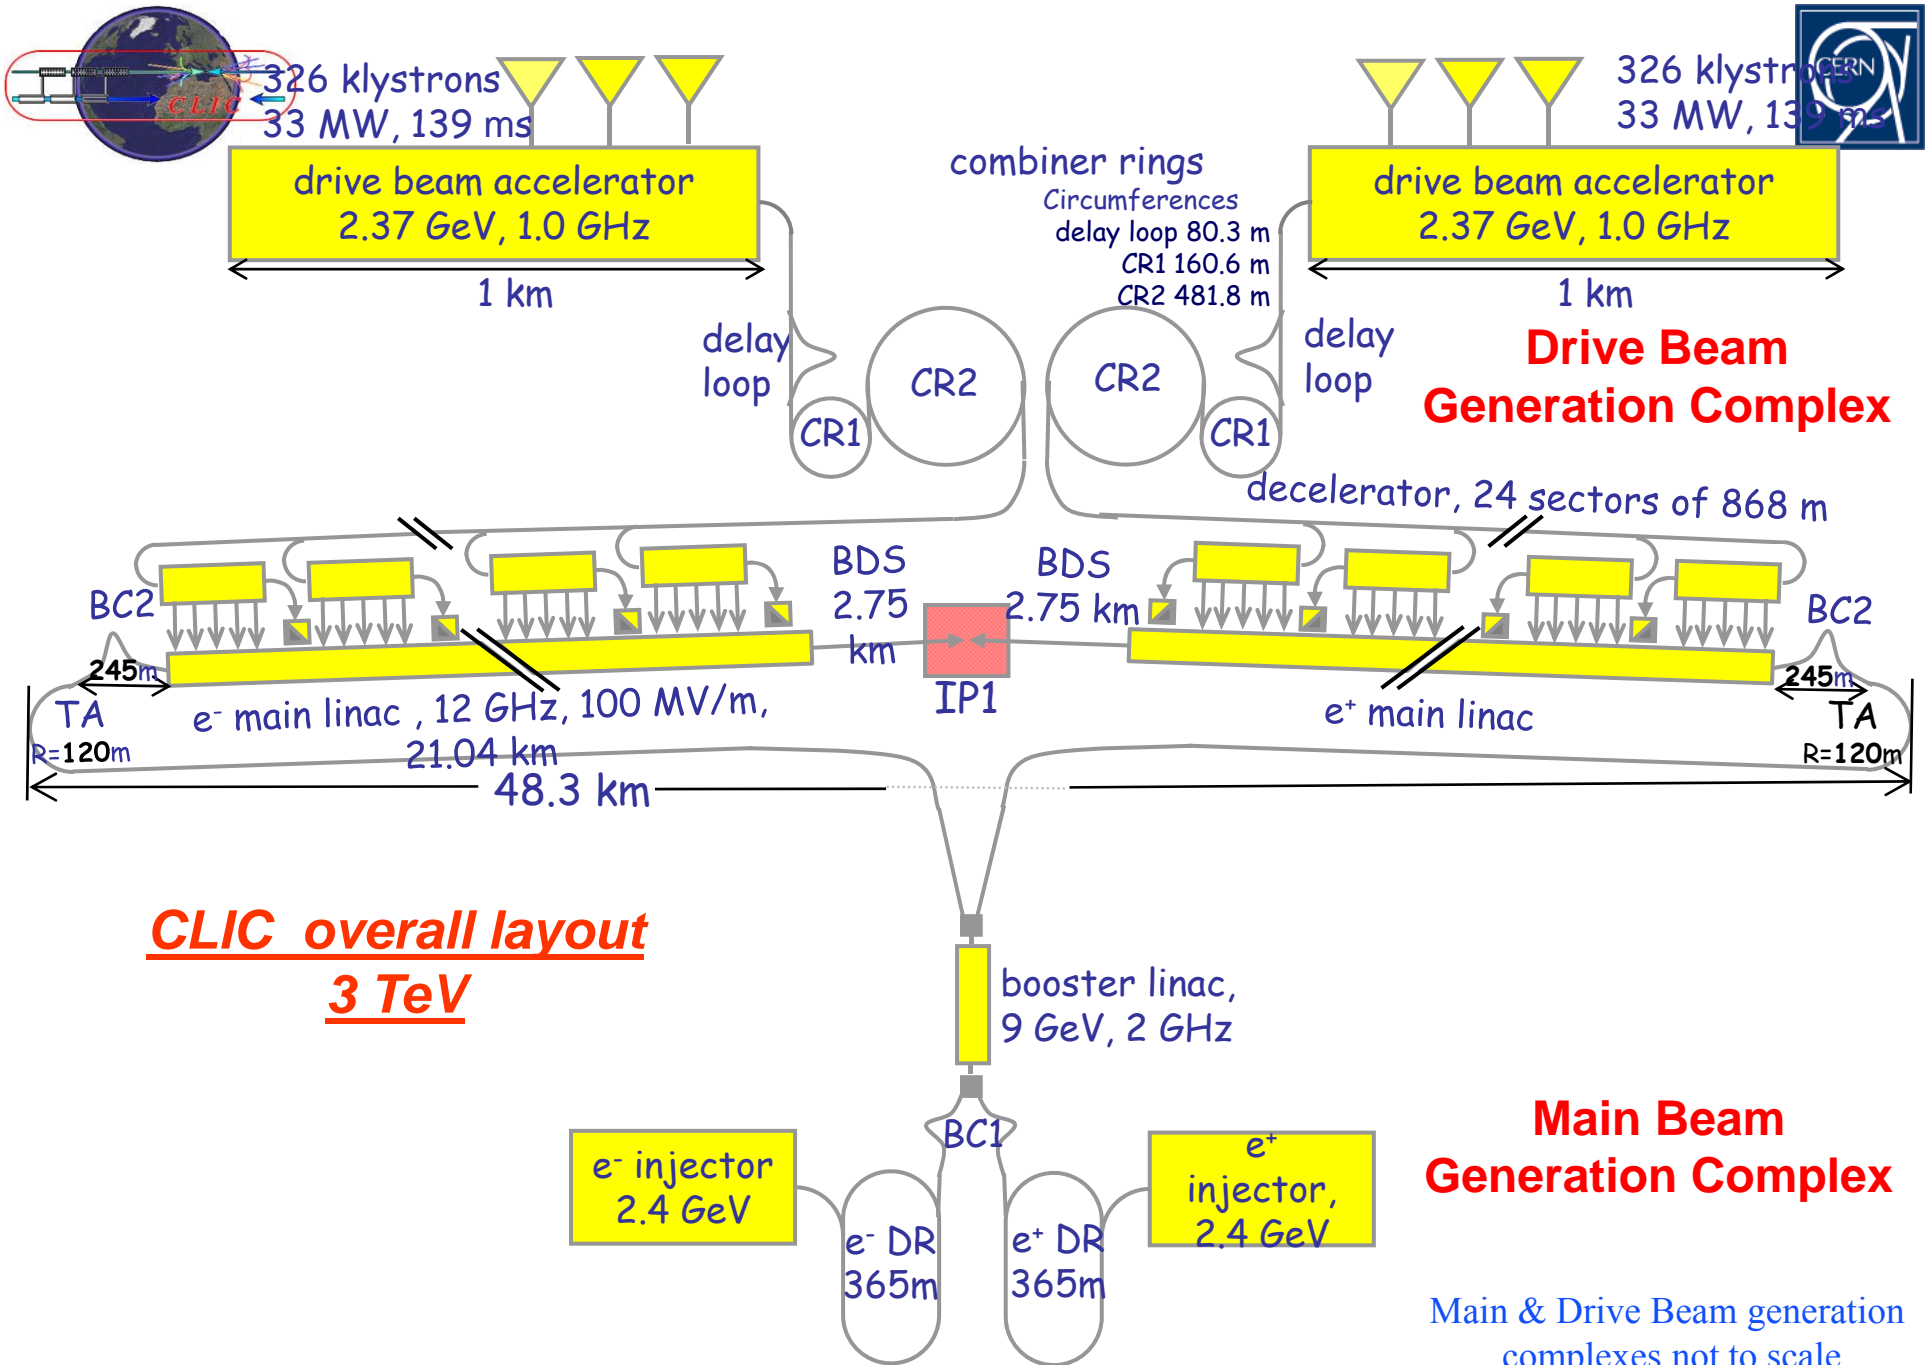 CLIC
326 klystrons
33 MW, 139 ms
drive beam accelerator
2.37 GeV, 1.0 GHz
1 km
combiner rings
Circumferences
delay loop 80.3 m
CR1 160.6 m
CR2 481.8 m
CERN
326 klystrons
33 MW, 139 ms
drive beam accelerator
2.37 GeV, 1.0 GHz
1 km
delay
loop
CR1
CR2
CR2
CR1
delay
loop
Drive Beam
Generation Complex
decelerator, 24 sectors of 868 m
BC2
245m
TA
R=120m
BDS
2.75
km
BDS
2.75 km
IP1
BC2
245m
TA
R=120m
e⁻ main linac , 12 GHz, 100 MV/m,
21.04 km
e⁺ main linac
48.3 km
CLIC overall layout
3 TeV
booster linac,
9 GeV, 2 GHz
BC1
e⁻ injector
2.4 GeV
e⁻ DR
365m
e⁺ DR
365m
e⁺
injector,
2.4 GeV
Main Beam
Generation Complex
Main & Drive Beam generation
complexes not to scale